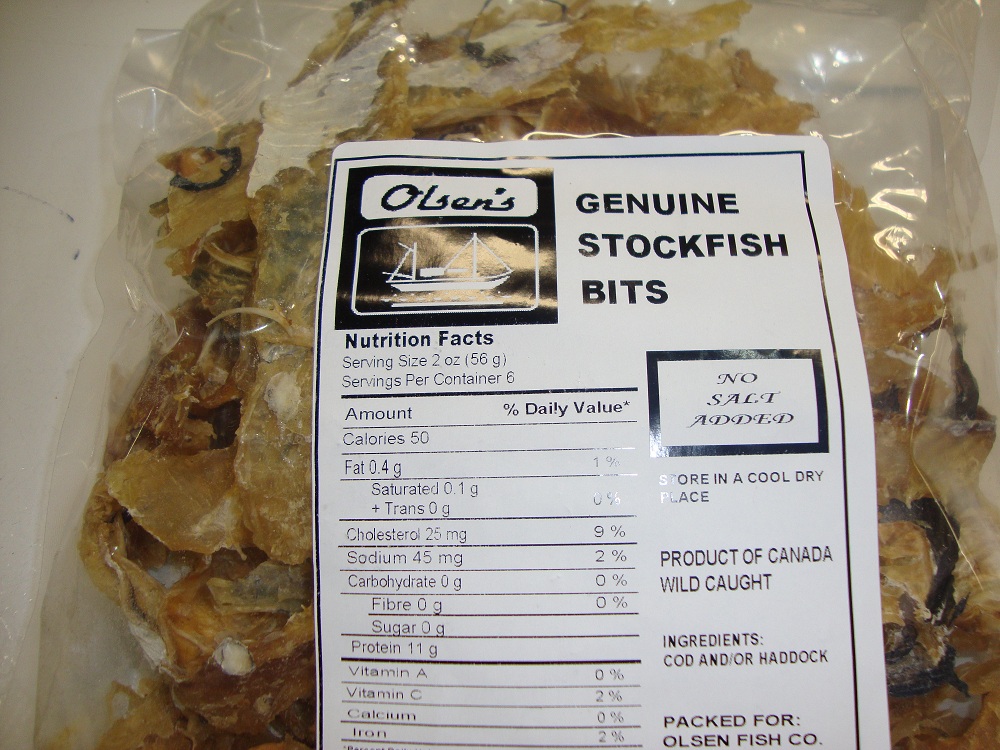 Olsen's
GENUINE
STOCKFISH
BITS
Nutrition Facts
Serving Size 2 oz (56 g)
Servings Per Container 6
Amount % Daily Value*
Calories 50
Fat 0.4 g 1 %
Saturated 0.1 g
+ Trans 0 g 0 %
Cholesterol 25 mg 9 %
Sodium 45 mg 2 %
Carbohydrate 0 g 0 %
Fibre 0 g 0 %
Sugar 0 g
Protein 11 g
Vitamin A 0 %
Vitamin C 2 %
Calcium 0 %
Iron 2 %
NO
SALT
ADDED
STORE IN A COOL DRY
PLACE
PRODUCT OF CANADA
WILD CAUGHT
INGREDIENTS:
COD AND/OR HADDOCK
PACKED FOR:
OLSEN FISH CO.